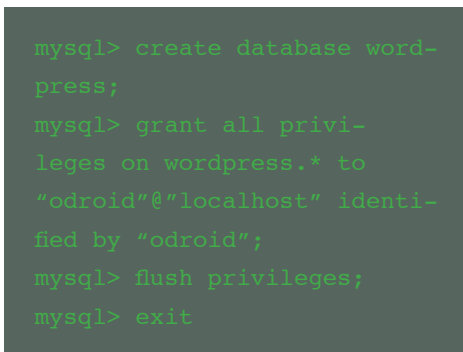 mysql> create database word-
press;
mysql> grant all privi-
leges on wordpress.* to
“odroid”@”localhost” identi-
fied by “odroid”;
mysql> flush privileges;
mysql> exit